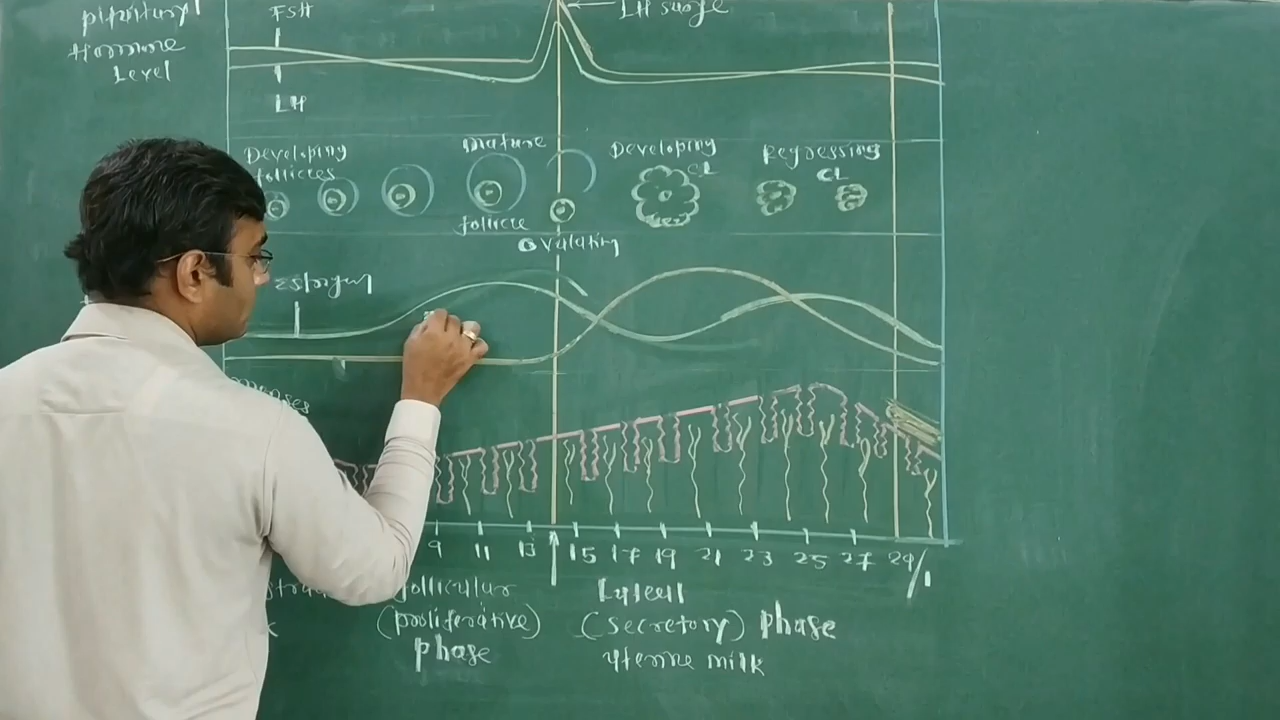 pituitary
Hormone
Level
FSH
LH
LH surge
Developing
follicles
mature
follicle
Ovulating
Developing
CL
Regressing
CL
Estrogen
9 11 13 15 17 19 21 23 25 27 29/1
follicular
(proliferative)
phase
Luteal
(secretory) phase
uterine milk